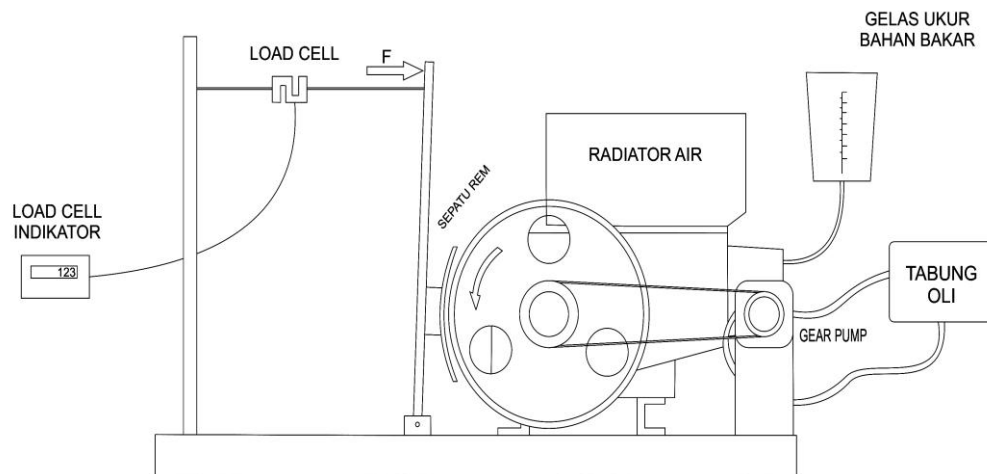 GELAS UKUR
BAHAN BAKAR
LOAD CELL
F
RADIATOR AIR
SEPATU REM
LOAD CELL
INDIKATOR
123
TABUNG
OLI
GEAR PUMP